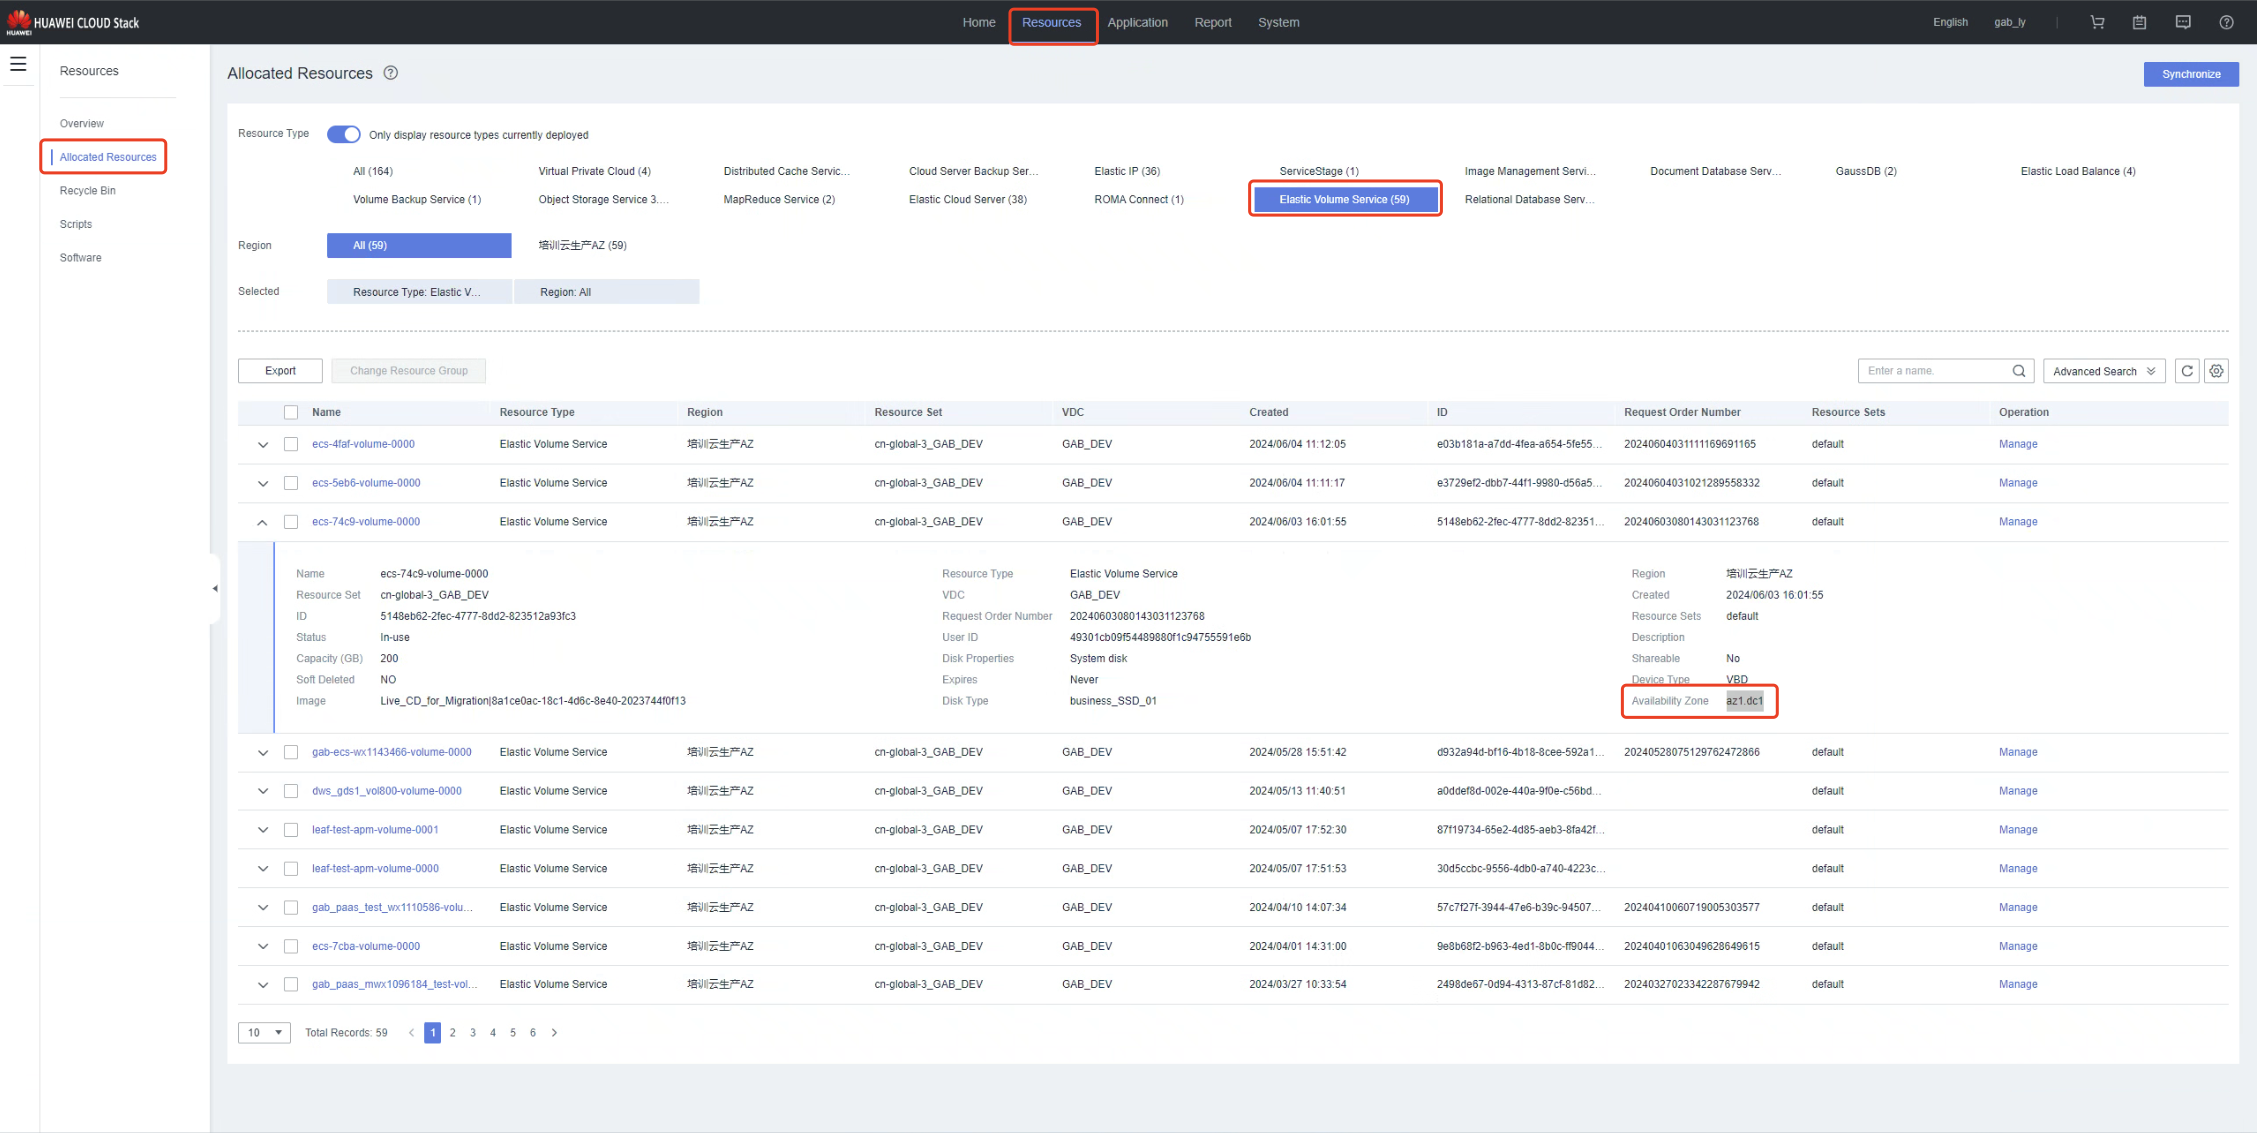 HUAWEI
HUAWEI CLOUD Stack
Home Resources Application Report System
English gab_ly
Resources
Overview
Allocated Resources
Recycle Bin
Scripts
Software
Allocated Resources
Synchronize
Resource Type Only display resource types currently deployed
All (164) Virtual Private Cloud (4) Distributed Cache Servic... Cloud Server Backup Ser... Elastic IP (36) ServiceStage (1) Image Management Servi... Document Database Serv... GaussDB (2) Elastic Load Balance (4)
Volume Backup Service (1) Object Storage Service 3.... MapReduce Service (2) Elastic Cloud Server (38) ROMA Connect (1) Elastic Volume Service (59) Relational Database Serv...
Region All (59) 培训云生产AZ (59)
Selected Resource Type: Elastic V... Region: All
Export Change Resource Group Enter a name. Advanced Search
Name Resource Type Region Resource Set VDC Created ID Request Order Number Resource Sets Operation
ecs-4faf-volume-0000 Elastic Volume Service 培训云生产AZ cn-global-3_GAB_DEV GAB_DEV 2024/06/04 11:12:05 e03b181a-a7dd-4fea-a654-5fe55... 20240604031111169691165 default Manage
ecs-5eb6-volume-0000 Elastic Volume Service 培训云生产AZ cn-global-3_GAB_DEV GAB_DEV 2024/06/04 11:11:17 e3729ef2-dbb7-44f1-9980-d56a5... 20240604031021289558332 default Manage
ecs-74c9-volume-0000 Elastic Volume Service 培训云生产AZ cn-global-3_GAB_DEV GAB_DEV 2024/06/03 16:01:55 5148eb62-2fec-4777-8dd2-82351... 20240603080143031123768 default Manage
Name ecs-74c9-volume-0000 Resource Type Elastic Volume Service Region 培训云生产AZ
Resource Set cn-global-3_GAB_DEV VDC GAB_DEV Created 2024/06/03 16:01:55
ID 5148eb62-2fec-4777-8dd2-823512a93fc3 Request Order Number 20240603080143031123768 Resource Sets default
Status In-use User ID 49301cb09f54489880f1c94755591e6b Description
Capacity (GB) 200 Disk Properties System disk Shareable No
Soft Deleted NO Expires Never Device Type VBD
Image Live_CD_for_Migration|8a1ce0ac-18c1-4d6c-8e40-2023744f0f13 Disk Type business_SSD_01 Availability Zone az1.dc1
gab-ecs-wx1143466-volume-0000 Elastic Volume Service 培训云生产AZ cn-global-3_GAB_DEV GAB_DEV 2024/05/28 15:51:42 d932a94d-bf16-4b18-8cee-592a1... 20240528075129762472866 default Manage
dws_gds1_vol800-volume-0000 Elastic Volume Service 培训云生产AZ cn-global-3_GAB_DEV GAB_DEV 2024/05/13 11:40:51 a0ddef8d-002e-440a-9f0e-c56bd... default Manage
leaf-test-apm-volume-0001 Elastic Volume Service 培训云生产AZ cn-global-3_GAB_DEV GAB_DEV 2024/05/07 17:52:30 87f19734-65e2-4d85-aeb3-8fa42f... default Manage
leaf-test-apm-volume-0000 Elastic Volume Service 培训云生产AZ cn-global-3_GAB_DEV GAB_DEV 2024/05/07 17:51:53 30d5ccbc-9556-4db0-a740-4223c... default Manage
gab_paas_test_wx1110586-volu... Elastic Volume Service 培训云生产AZ cn-global-3_GAB_DEV GAB_DEV 2024/04/10 14:07:34 57c7f27f-3944-47e6-b39c-94507... 20240410060719005303577 default Manage
ecs-7cba-volume-0000 Elastic Volume Service 培训云生产AZ cn-global-3_GAB_DEV GAB_DEV 2024/04/01 14:31:00 9e8b68f2-b963-4ed1-8b0c-ff9044... 20240401063049628649615 default Manage
gab_paas_mwx1096184_test-vol... Elastic Volume Service 培训云生产AZ cn-global-3_GAB_DEV GAB_DEV 2024/03/27 10:33:54 2498de67-0d94-4313-87cf-81d82... 20240327023342287679942 default Manage
10 Total Records: 59 1 2 3 4 5 6